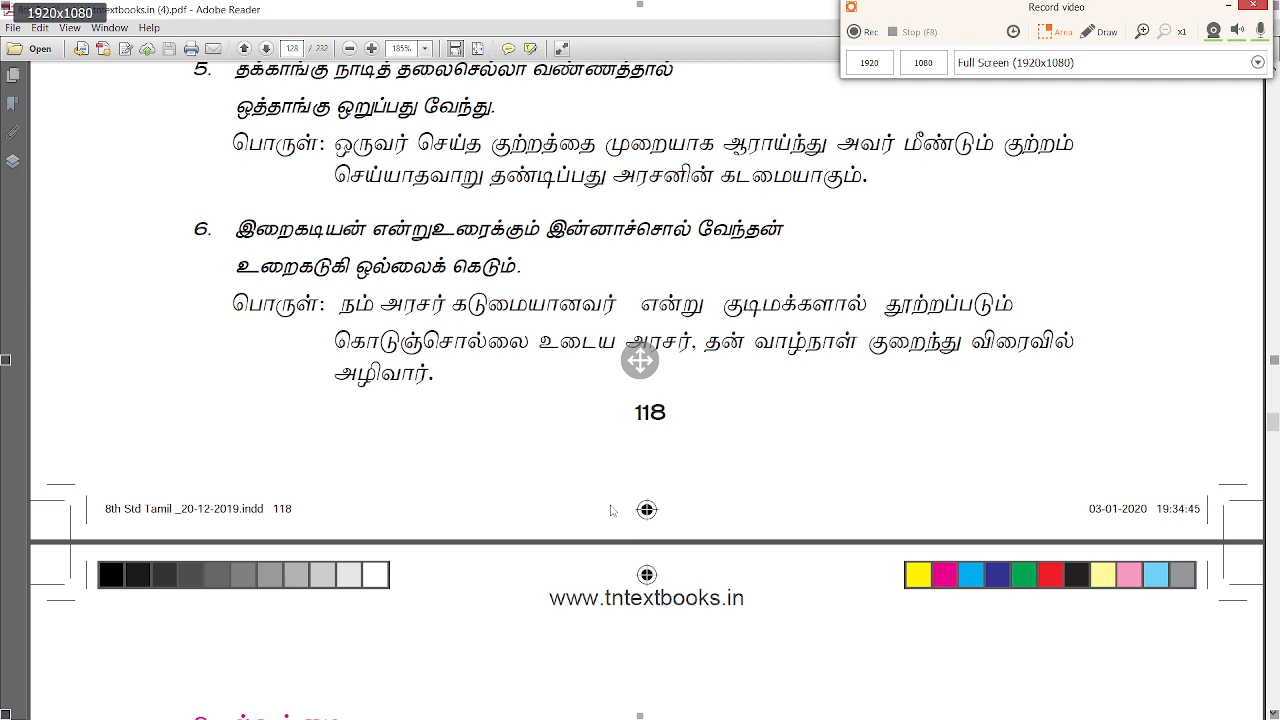 1920x1080
8th
tntextbooks.in (4).pdf - Adobe Reader
Record video
File Edit View Window Help
Rec Stop (F8) Area Draw x1
Open 128 / 232 185%
1920 1080 Full Screen (1920x1080)
5. தக்காங்கு நாடித் தலைசெல்லா வண்ணத்தால்
ஒத்தாங்கு ஒறுப்பது வேந்து.
பொருள்: ஒருவர் செய்த குற்றத்தை முறையாக ஆராய்ந்து அவர் மீண்டும் குற்றம்
செய்யாதவாறு தண்டிப்பது அரசனின் கடமையாகும்.
6. இறைகடியன் என்றுஉரைக்கும் இன்னாச்சொல் வேந்தன்
உறைகடுகி ஒல்லைக் கெடும்.
பொருள்: நம் அரசர் கடுமையானவர் என்று குடிமக்களால் தூற்றப்படும்
கொடுஞ்சொல்லை உடைய அரசர், தன் வாழ்நாள் குறைந்து விரைவில்
அழிவார்.
118
8th Std Tamil _20-12-2019.indd 118
03-01-2020 19:34:45
www.tntextbooks.in